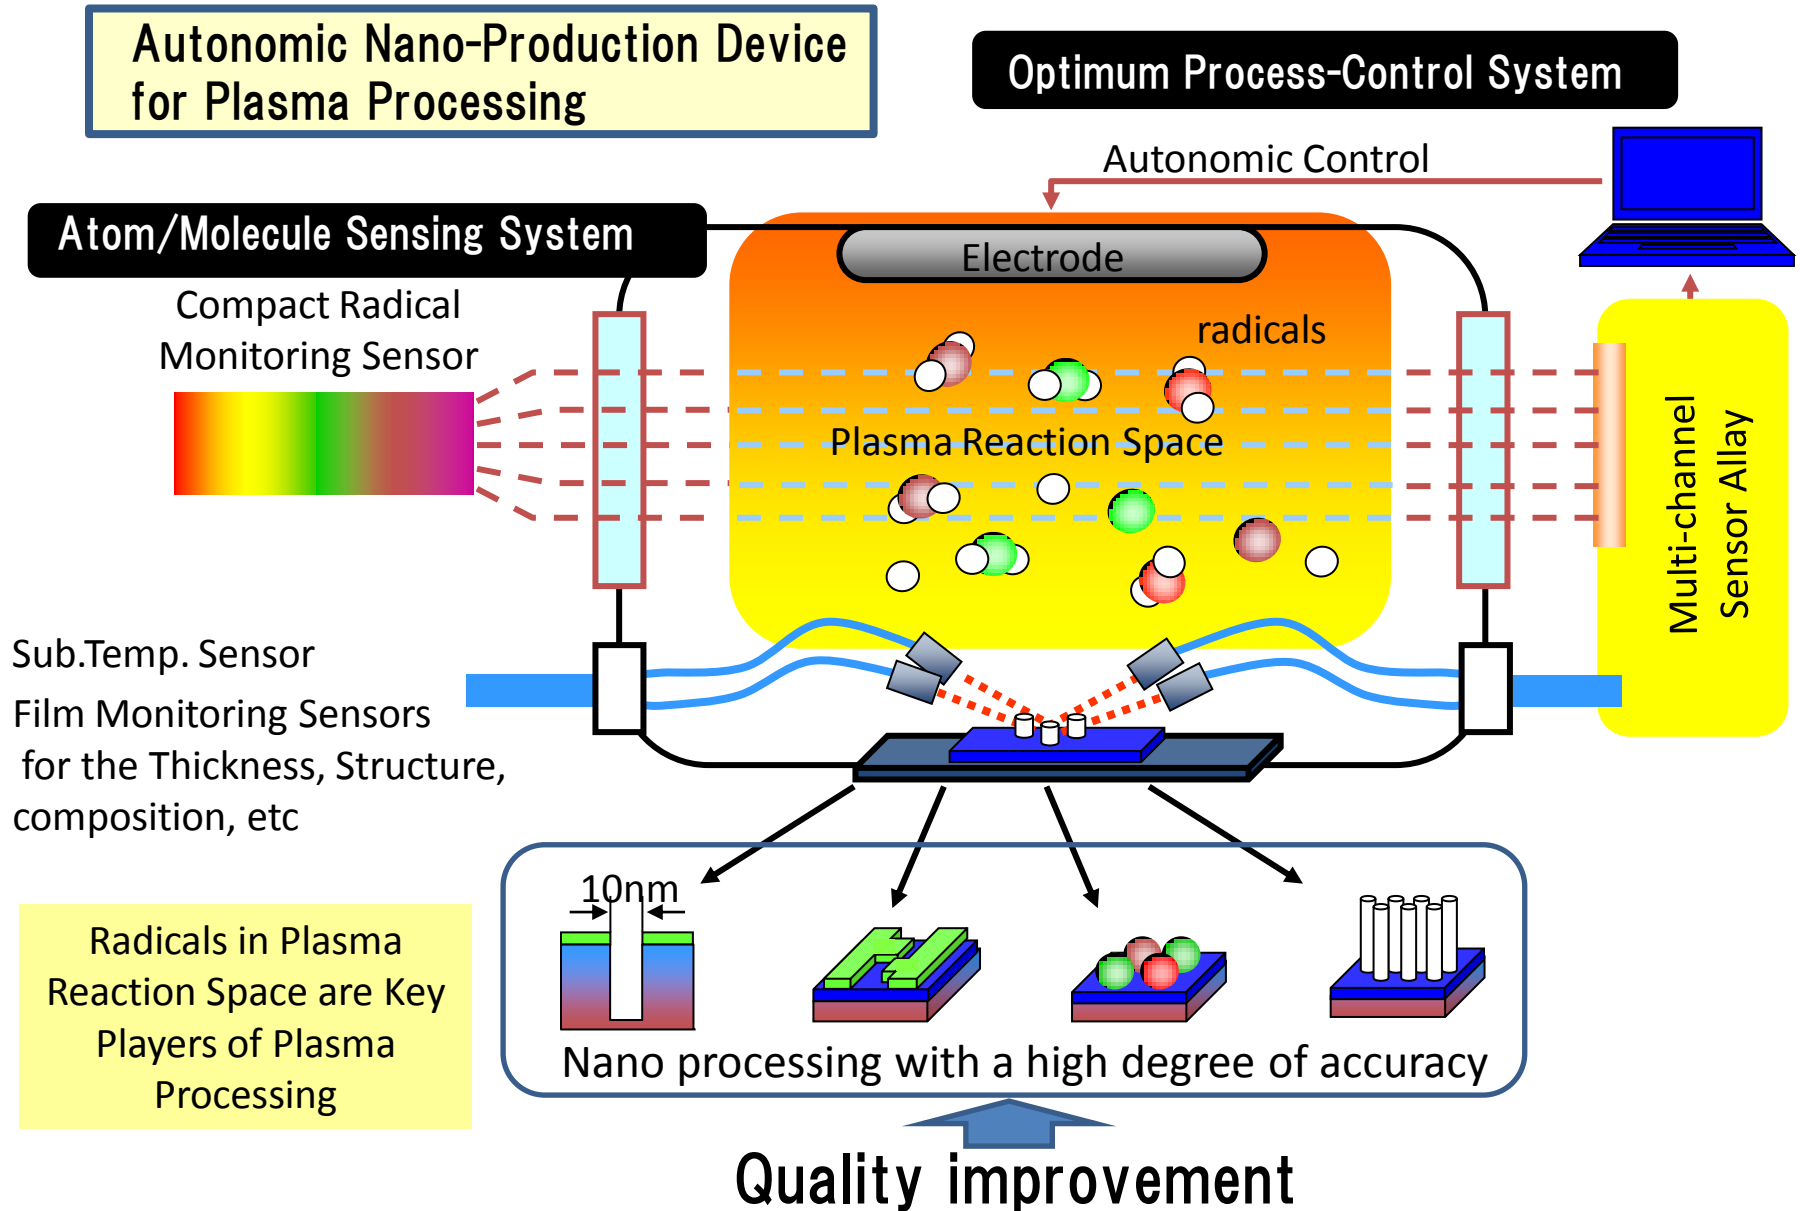 Autonomic Nano-Production Device
for Plasma Processing
Optimum Process-Control System
Autonomic Control
Atom/Molecule Sensing System
Electrode
Compact Radical
Monitoring Sensor
radicals
Plasma Reaction Space
Multi-channel
Sensor Allay
Sub.Temp. Sensor
Film Monitoring Sensors
for the Thickness, Structure,
composition, etc
10nm
Radicals in Plasma
Reaction Space are Key
Players of Plasma
Processing
Nano processing with a high degree of accuracy
Quality improvement